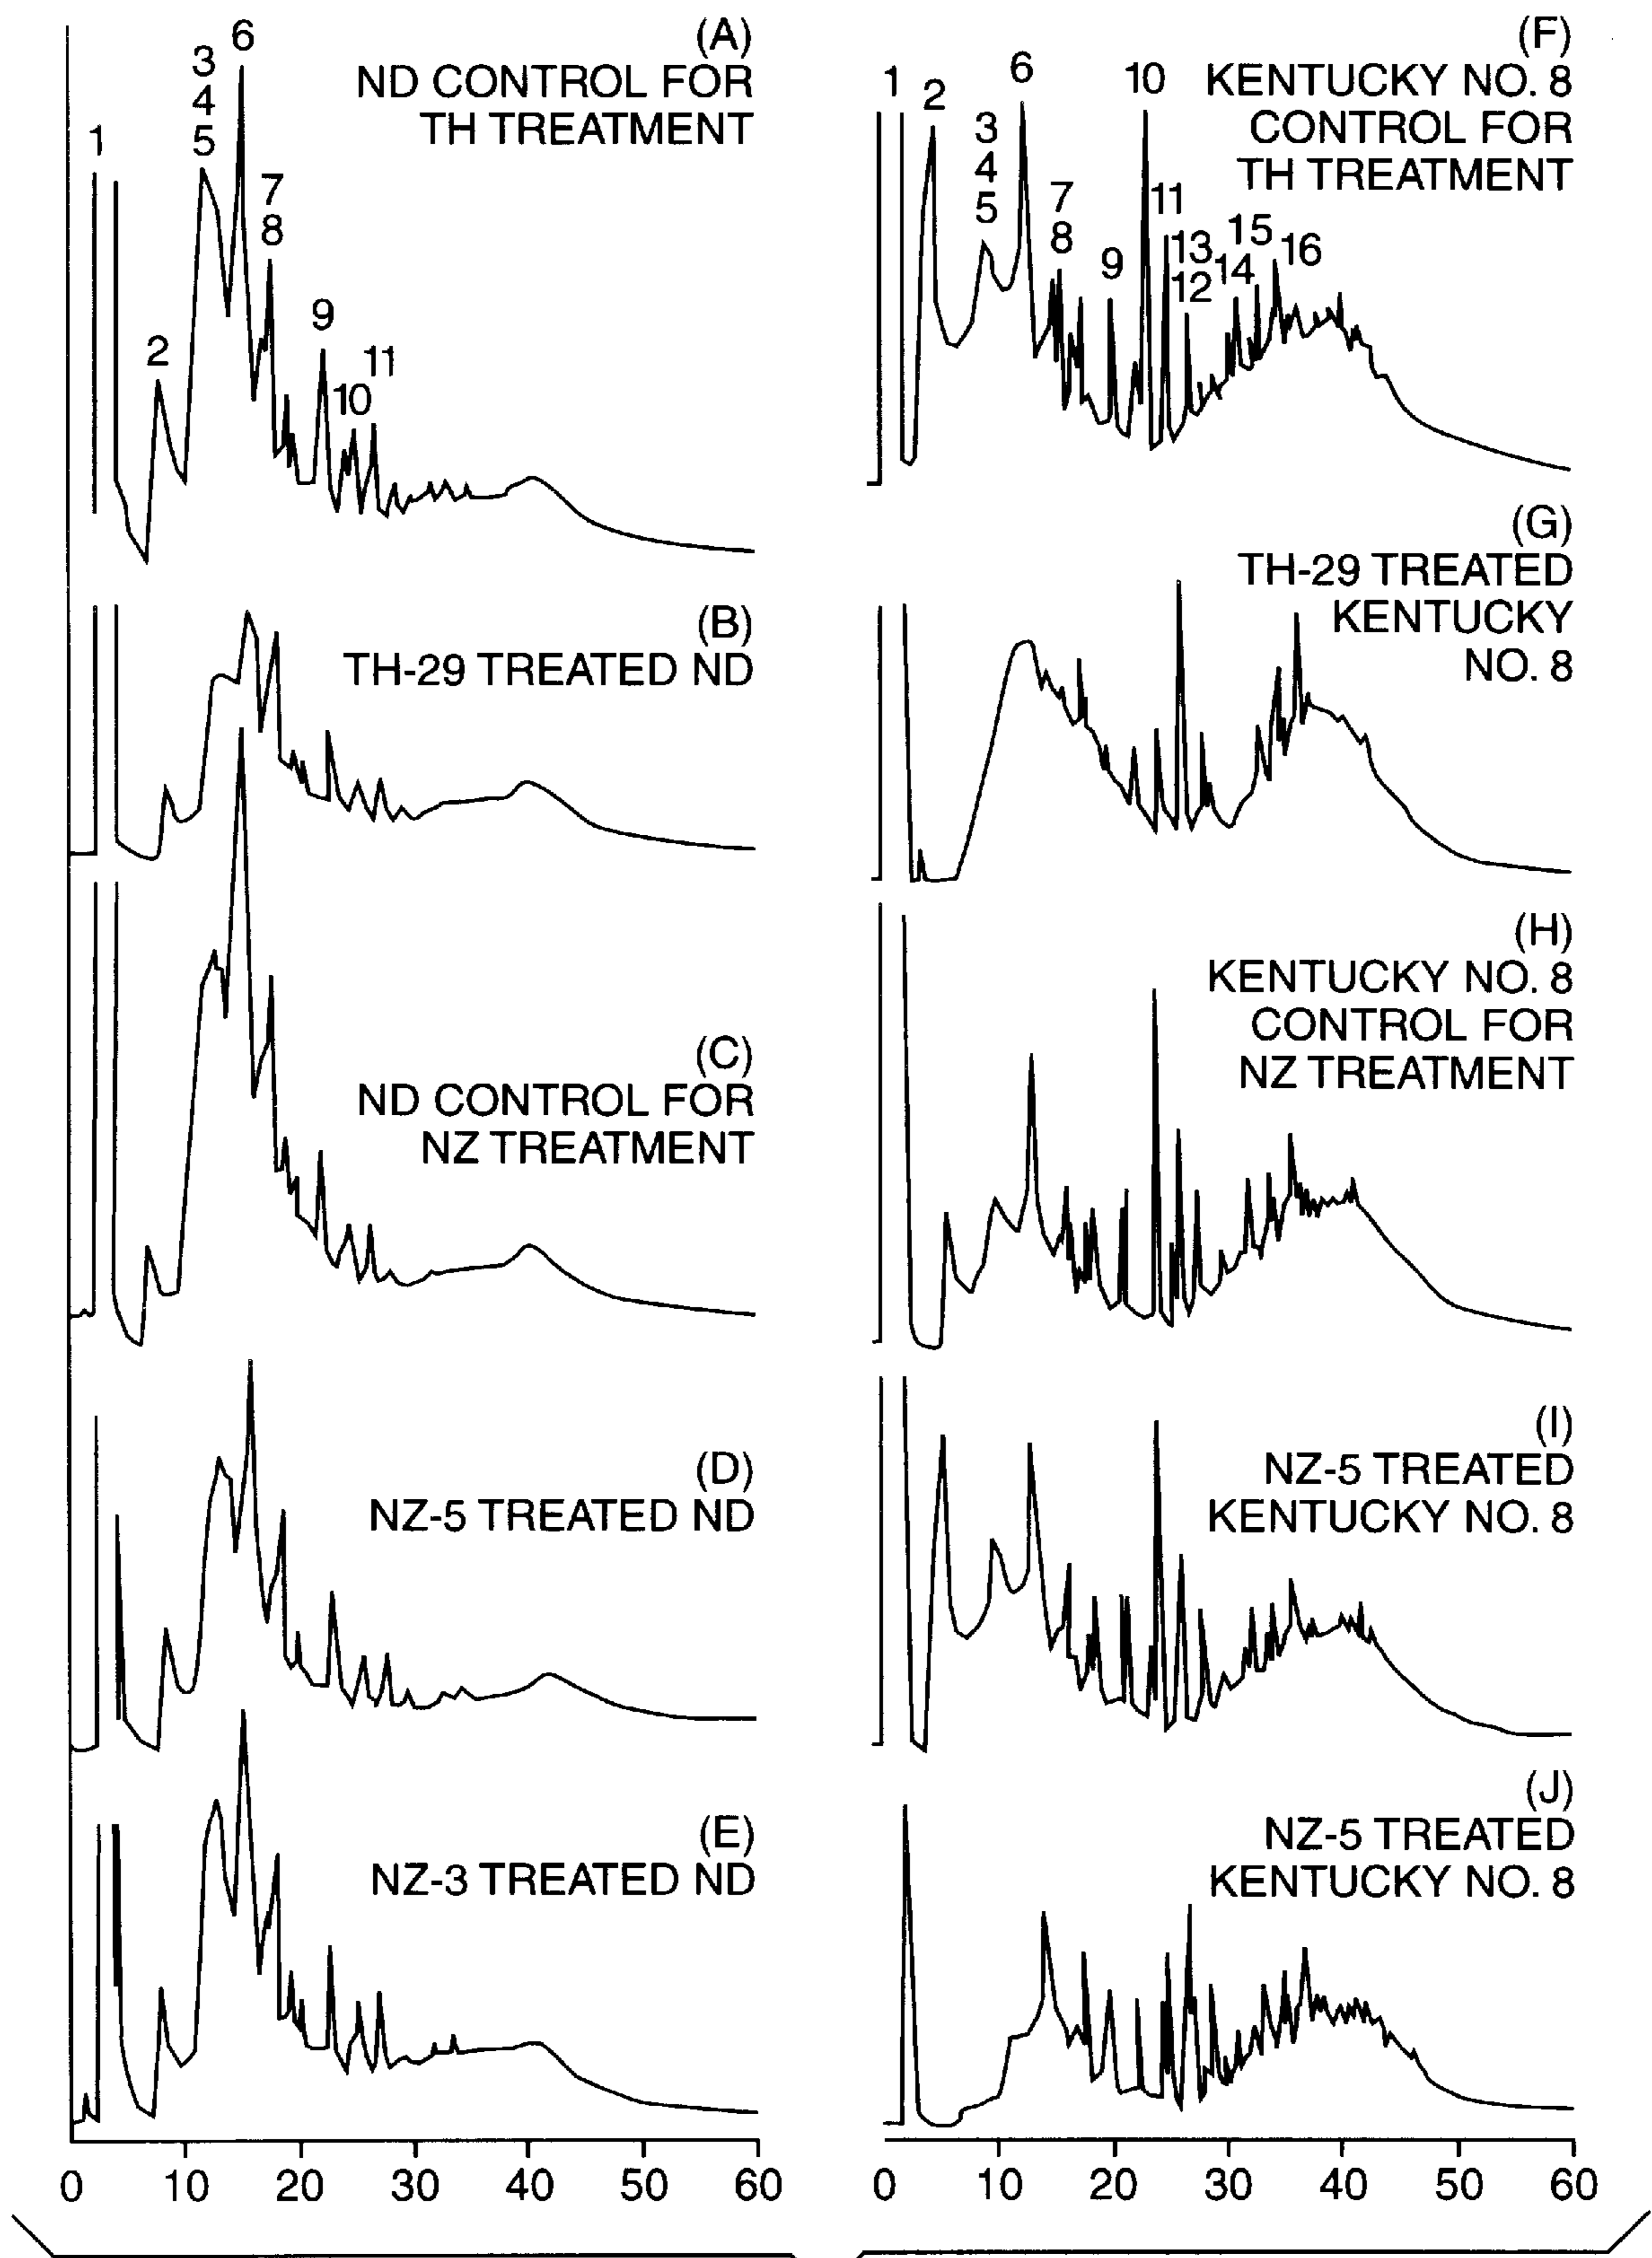 (A)
ND CONTROL FOR
TH TREATMENT
1
2
3
4
5
6
7
8
9
10
11
(B)
TH-29 TREATED ND
(C)
ND CONTROL FOR
NZ TREATMENT
(D)
NZ-5 TREATED ND
(E)
NZ-3 TREATED ND
0 10 20 30 40 50 60
(F)
KENTUCKY NO. 8
CONTROL FOR
TH TREATMENT
1
2
3
4
5
6
7
8
9
10
11
13
12
14
15
16
(G)
TH-29 TREATED
KENTUCKY
NO. 8
(H)
KENTUCKY NO. 8
CONTROL FOR
NZ TREATMENT
(I)
NZ-5 TREATED
KENTUCKY NO. 8
(J)
NZ-5 TREATED
KENTUCKY NO. 8
0 10 20 30 40 50 60